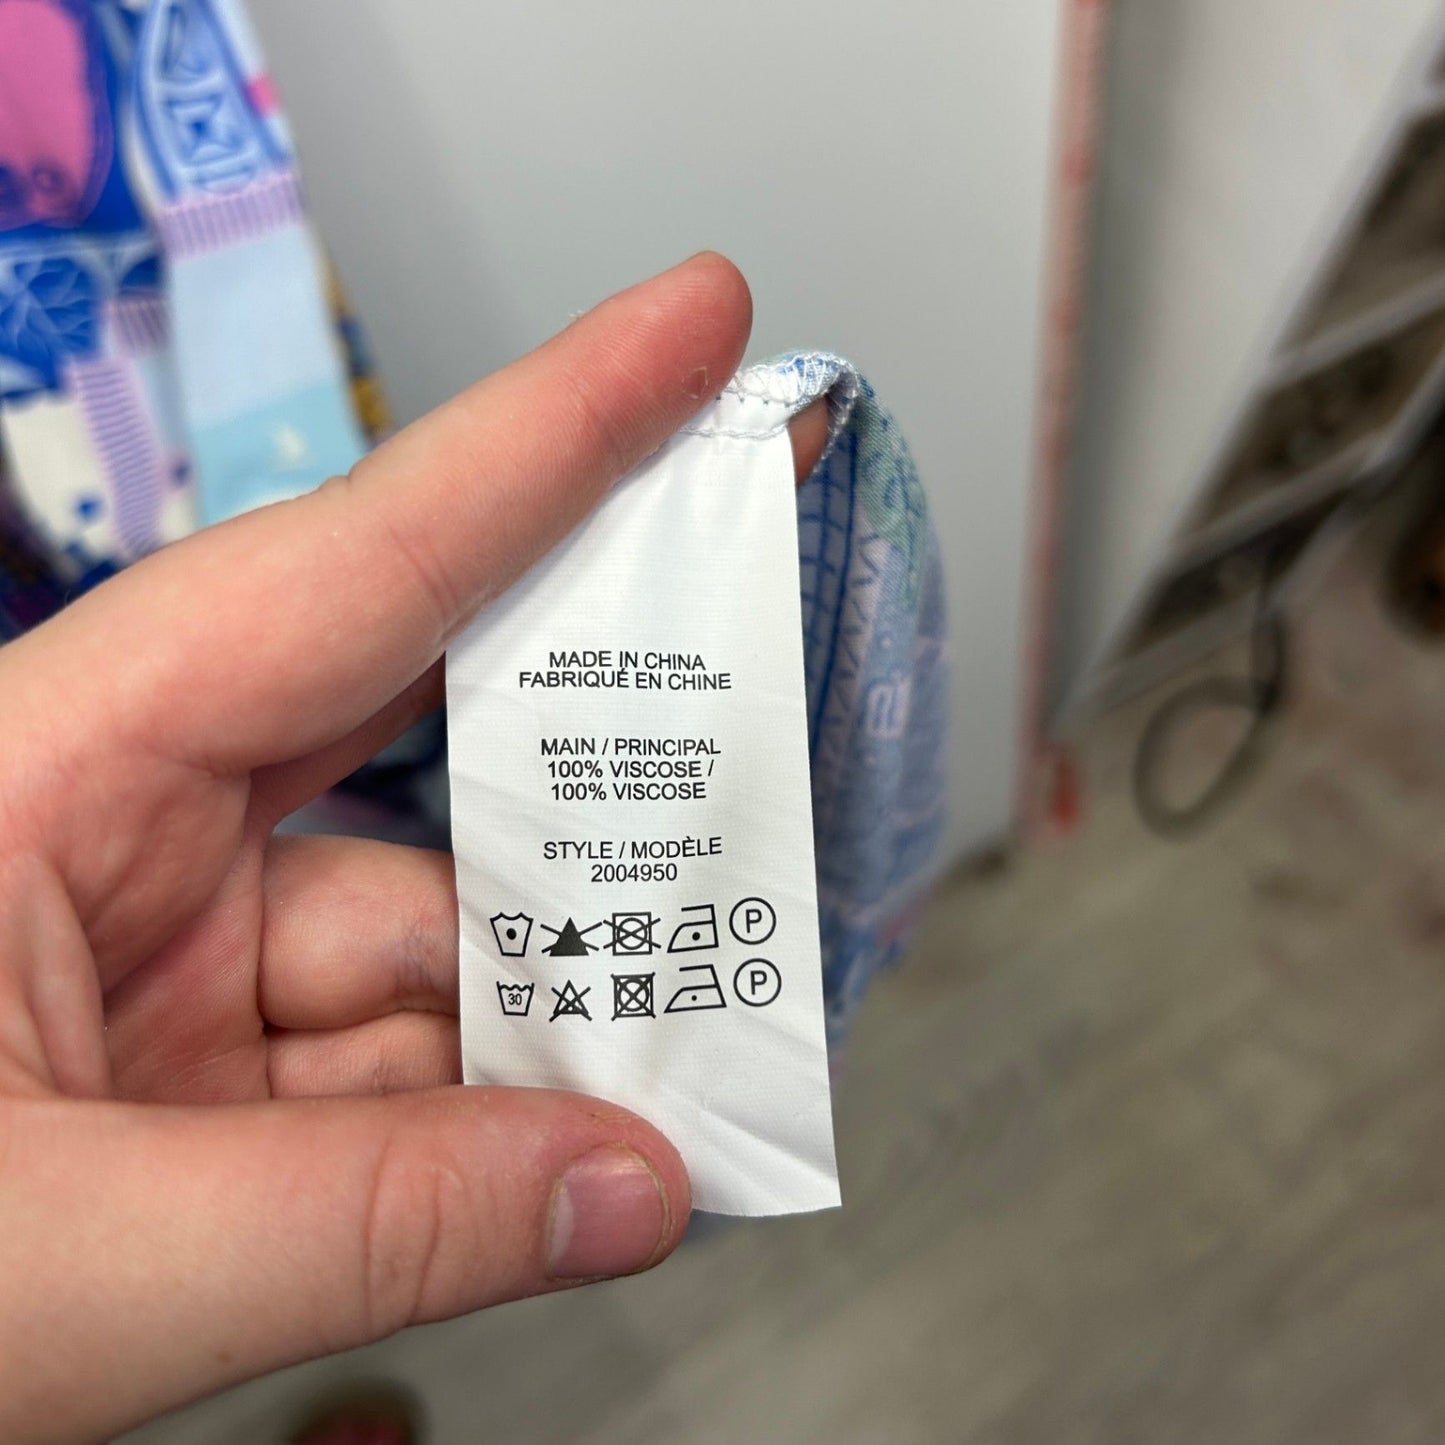 MADE IN CHINA
FABRIQUÉ EN CHINE
MAIN / PRINCIPAL
100% VISCOSE /
100% VISCOSE
STYLE / MODÈLE
2004950
P
30 P